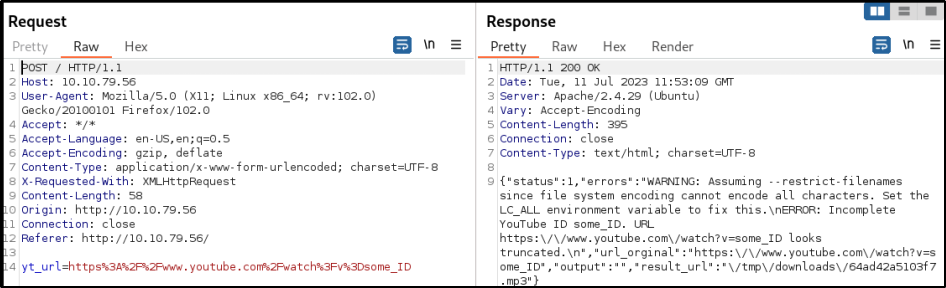 Request
Pretty Raw Hex
\n
1 POST / HTTP/1.1
2 Host: 10.10.79.56
3 User-Agent: Mozilla/5.0 (X11; Linux x86_64; rv:102.0)
Gecko/20100101 Firefox/102.0
4 Accept: */*
5 Accept-Language: en-US,en;q=0.5
6 Accept-Encoding: gzip, deflate
7 Content-Type: application/x-www-form-urlencoded; charset=UTF-8
8 X-Requested-With: XMLHttpRequest
9 Content-Length: 58
10 Origin: http://10.10.79.56
11 Connection: close
12 Referer: http://10.10.79.56/
13
14 yt_url=https%3A%2F%2Fwww.youtube.com%2Fwatch%3Fv%3Dsome_ID
Response
Pretty Raw Hex Render
\n
1 HTTP/1.1 200 OK
2 Date: Tue, 11 Jul 2023 11:53:09 GMT
3 Server: Apache/2.4.29 (Ubuntu)
4 Vary: Accept-Encoding
5 Content-Length: 395
6 Connection: close
7 Content-Type: text/html; charset=UTF-8
8
9 {"status":1,"errors":"WARNING: Assuming --restrict-filenames
since file system encoding cannot encode all characters. Set the
LC_ALL environment variable to fix this.\nERROR: Incomplete
YouTube ID some_ID. URL
https:\/\/www.youtube.com\/watch?v=some_ID looks
truncated.\n","url_orginal":"https:\/\/www.youtube.com\/watch?v=s
ome_ID","output":"","result_url":"\/tmp\/downloads\/64ad42a5103f7
.mp3"}